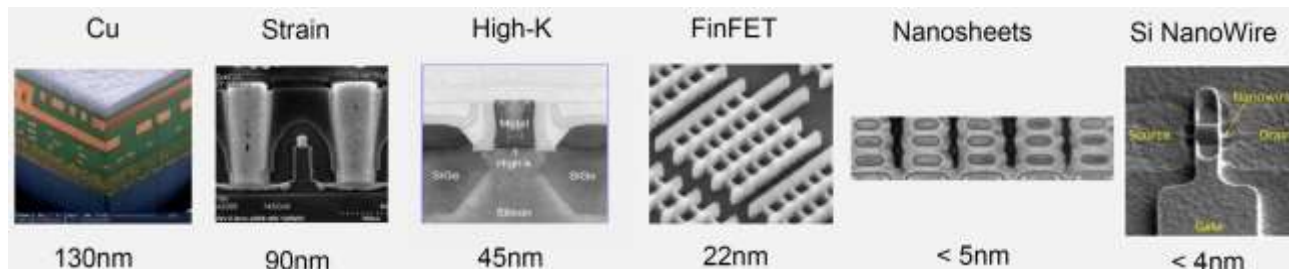 Cu
Strain
High-K
FinFET
Nanosheets
Si NanoWire
Metal
High-k
SiGe
SiGe
Silicon
Nanowire
Source
Drain
Gate
130nm
90nm
45nm
22nm
< 5nm
< 4nm